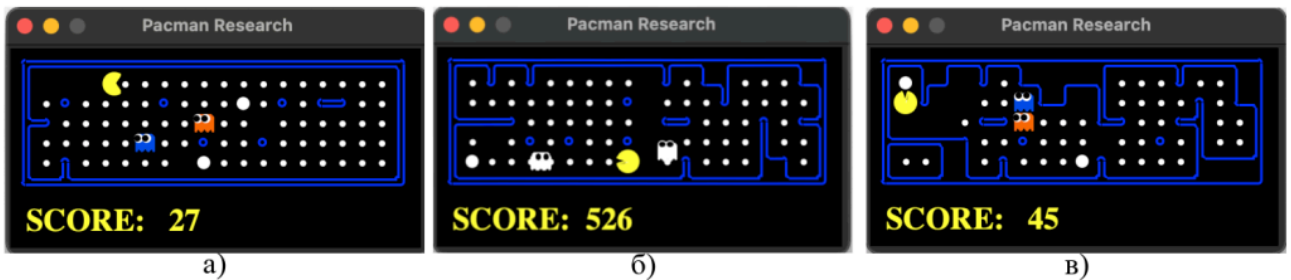 Pacman Research
SCORE: 27
а)
Pacman Research
SCORE: 526
б)
Pacman Research
SCORE: 45
в)